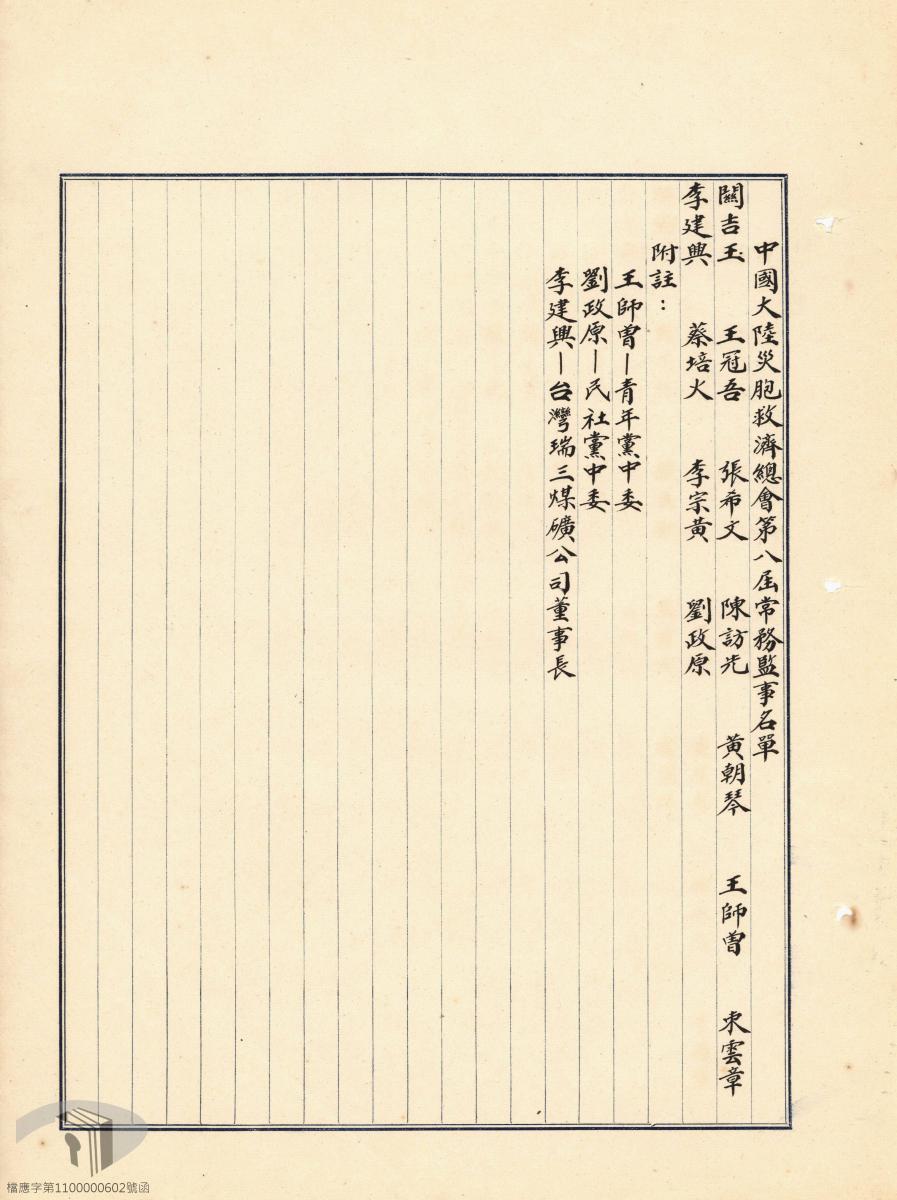 中國大陸災胞救濟總會第八屆常務監事名單
關吉玉 王冠吾 張希文 陳訪先 黃朝琴 王師曾 束雲章
李建興 蔡培火 李宗黃 劉政原
附註：
王師曾—青年黨中委
劉政原—民社黨中委
李建興—台灣瑞三煤礦公司董事長
檔應字第1100000602號函